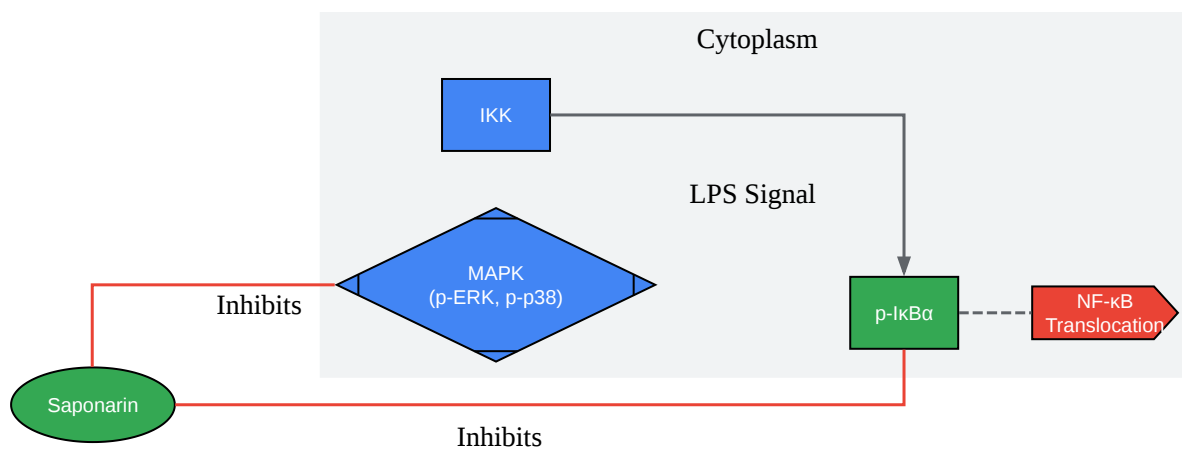 Cytoplasm
IKK
LPS Signal
MAPK
(p-ERK, p-p38)
Inhibits
p-IκBα
NF-κB
Translocation
Saponarin
Inhibits